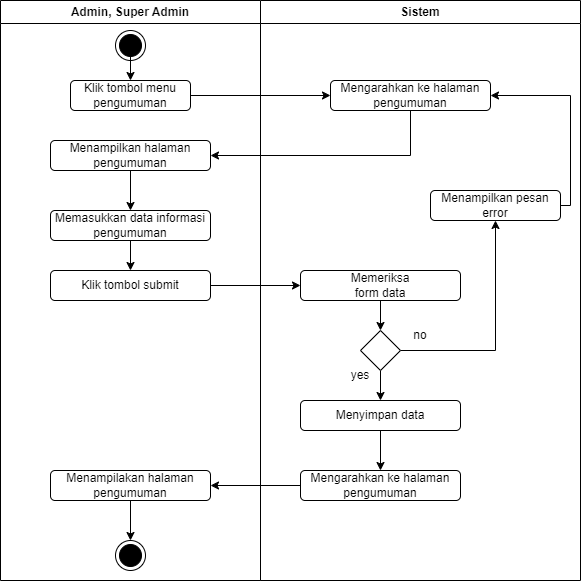 Admin, Super Admin
Sistem
Klik tombol menu
pengumuman
Mengarahkan ke halaman
pengumuman
Menampilkan halaman
pengumuman
Menampilkan pesan
error
Memasukkan data informasi
pengumuman
Klik tombol submit
Memeriksa
form data
no
yes
Menyimpan data
Menampilakan halaman
pengumuman
Mengarahkan ke halaman
pengumuman